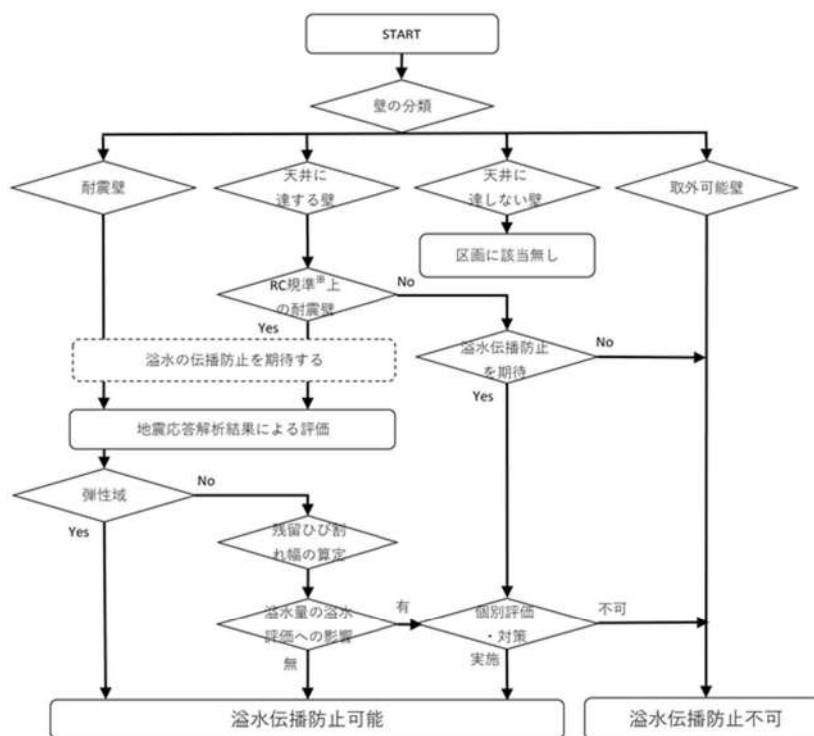 START
壁の分類
耐震壁
天井に
達する壁
天井に
達しない壁
取外可能壁
区画に該当無し
RC規準※上
の耐震壁
No
Yes
溢水の伝播防止を期待する
溢水伝播防止
を期待
No
Yes
地震応答解析結果による評価
弾性域
No
Yes
残留ひび割
れ幅の算定
溢水量の溢水
評価への影響
有
無
個別評価
・対策
不可
実施
溢水伝播防止可能
溢水伝播防止不可